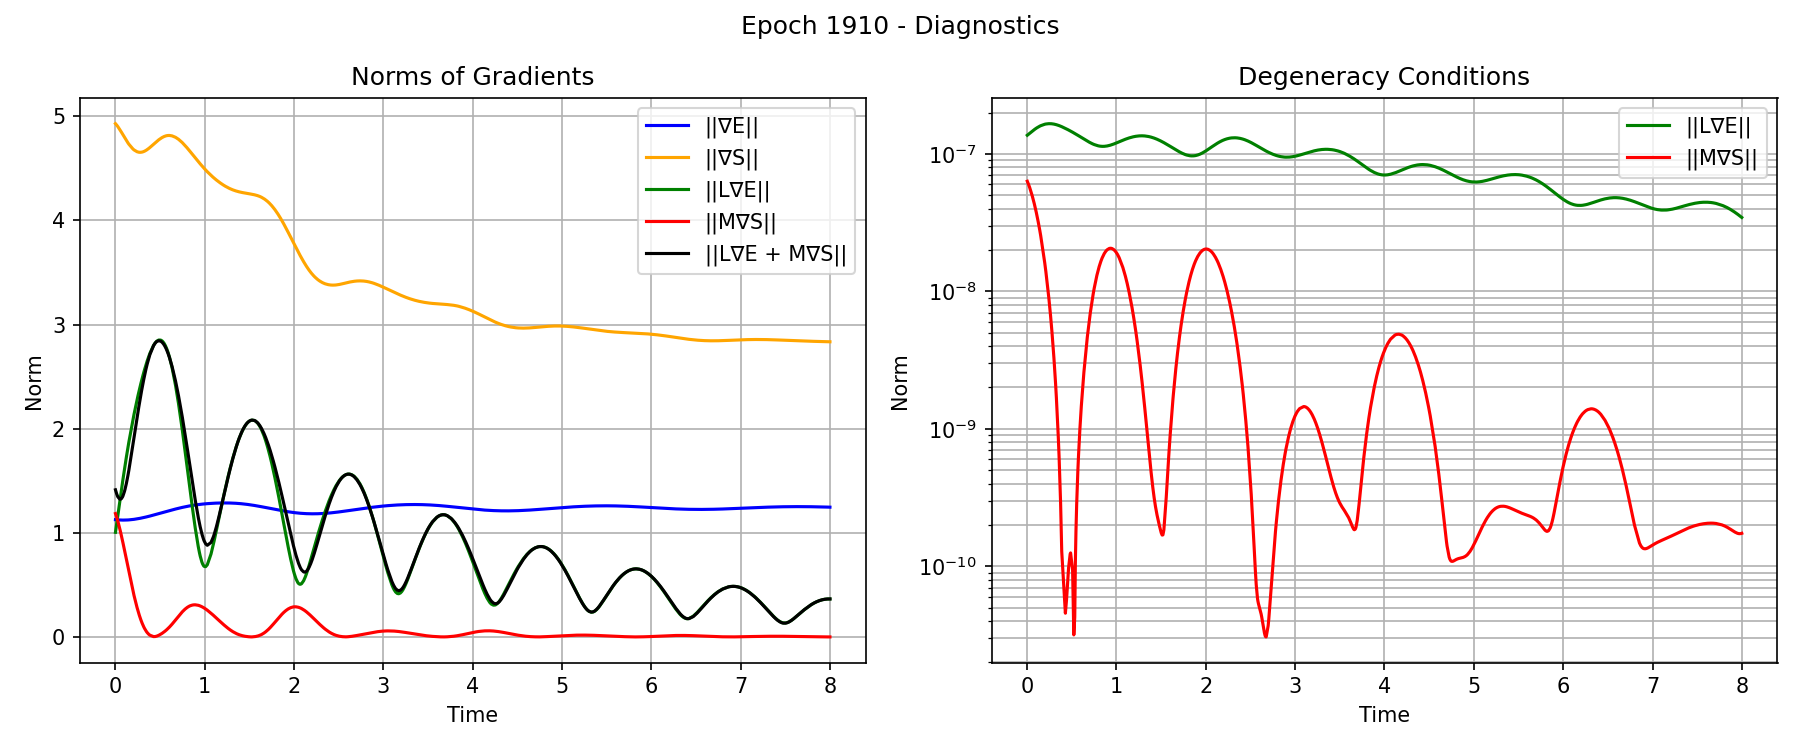 Epoch 1910 - Diagnostics
Norms of Gradients
5
4
3
2
1
0
Norm
0 1 2 3 4 5 6 7 8
Time
||∇E||
||∇S||
||L∇E||
||M∇S||
||L∇E + M∇S||
Degeneracy Conditions
10⁻⁷
10⁻⁸
10⁻⁹
10⁻¹⁰
Norm
0 1 2 3 4 5 6 7 8
Time
||L∇E||
||M∇S||